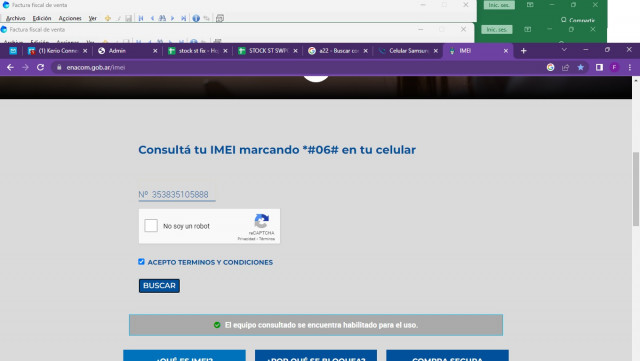 Factura fiscal de venta
Inic. ses.
Archivo Edición Acciones Ver
Compartir
Factura fiscal de venta
Inic. ses.
(1) Kerio Conne
Admin
stock st fix - Ho
STOCK ST SWFC
a22 - Buscar co
Celular Samsun
IMEI
enacom.gob.ar/imei
Consultá tu IMEI marcando *#06# en tu celular
Nº 353835105888
No soy un robot
reCAPTCHA
Privacidad - Términos
ACEPTO TERMINOS Y CONDICIONES
BUSCAR
El equipo consultado se encuentra habilitado para el uso.
¿QUÉ ES IMEI?
¿POR QUÉ SE BLOQUEA?
COMPRA SEGURA